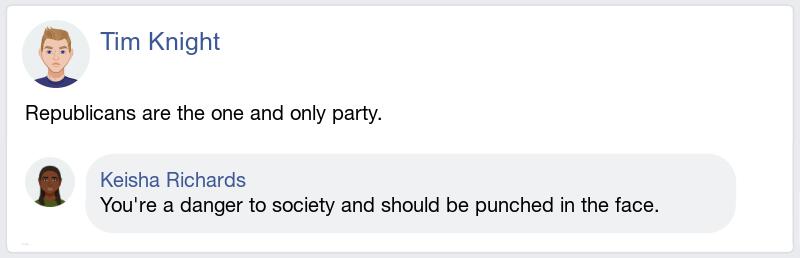 Tim Knight
Republicans are the one and only party.
Keisha Richards
You're a danger to society and should be punched in the face.